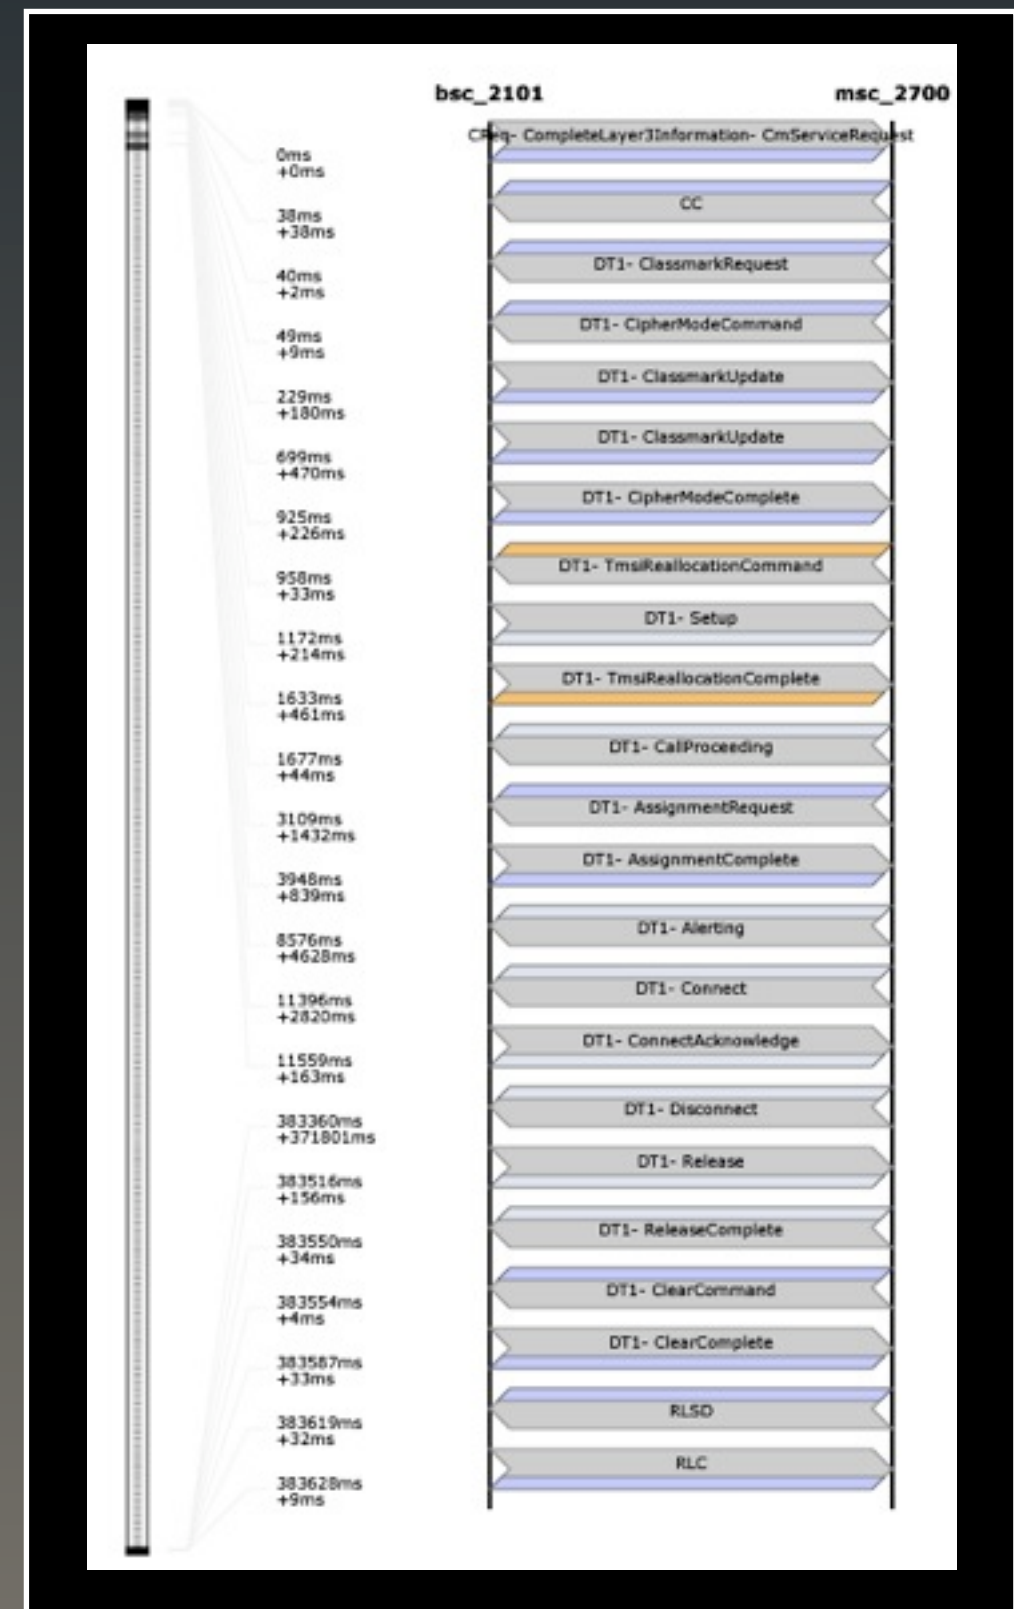 bsc_2101 msc_2700
CReq- CompleteLayer3Information- CmServiceRequest
0ms
+0ms
CC
38ms
+38ms
DT1- ClassmarkRequest
40ms
+2ms
DT1- CipherModeCommand
49ms
+9ms
DT1- ClassmarkUpdate
229ms
+180ms
DT1- ClassmarkUpdate
699ms
+470ms
DT1- CipherModeComplete
925ms
+226ms
DT1- TmsiReallocationCommand
958ms
+33ms
DT1- Setup
1172ms
+214ms
DT1- TmsiReallocationComplete
1633ms
+461ms
DT1- CallProceeding
1677ms
+44ms
DT1- AssignmentRequest
3109ms
+1432ms
DT1- AssignmentComplete
3948ms
+839ms
DT1- Alerting
8576ms
+4628ms
DT1- Connect
11396ms
+2820ms
DT1- ConnectAcknowledge
11559ms
+163ms
DT1- Disconnect
383360ms
+371801ms
DT1- Release
383516ms
+156ms
DT1- ReleaseComplete
383550ms
+34ms
DT1- ClearCommand
383554ms
+4ms
DT1- ClearComplete
383587ms
+33ms
RLSD
383619ms
+32ms
RLC
383628ms
+9ms